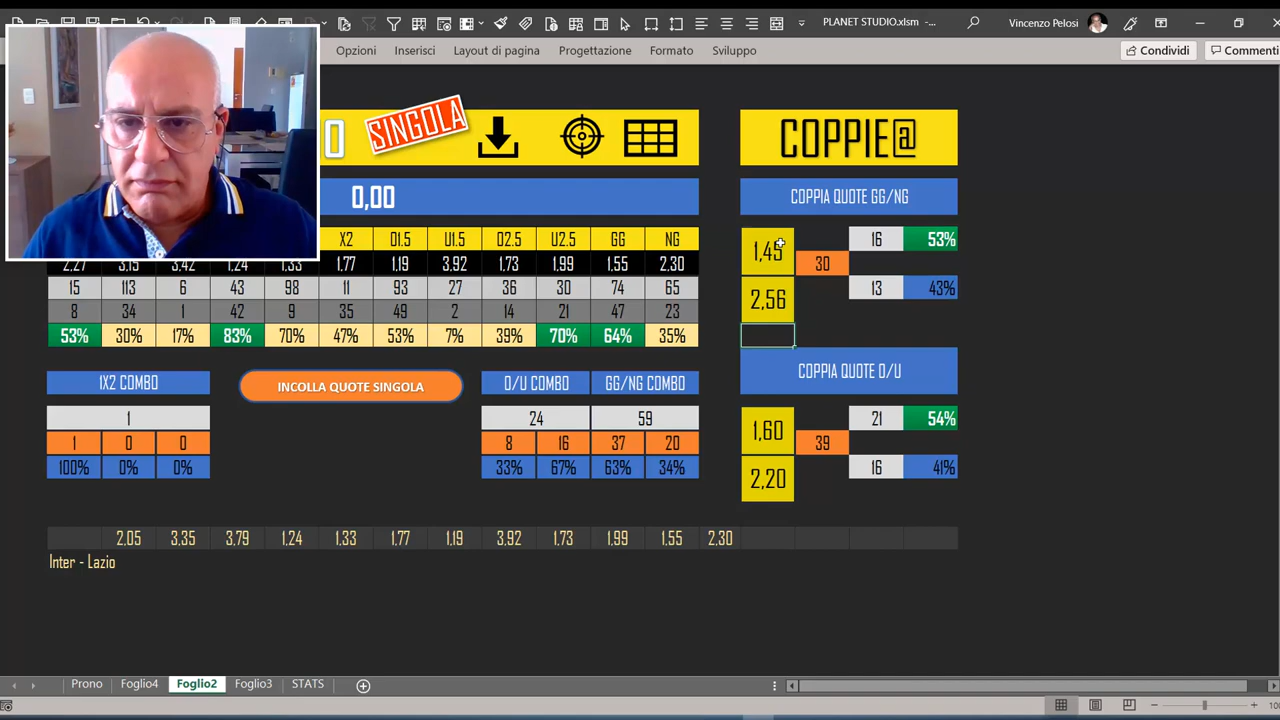 PLANET STUDIO.xlsm -...
Vincenzo Pelosi
Opzioni Inserisci Layout di pagina Progettazione Formato Sviluppo
Condividi Commenti
0 SINGOLA
COPPIE@
0,00
COPPIA QUOTE GG/NG
X2 O1.5 U1.5 O2.5 U2.5 GG NG
2.27 3.15 3.42 1.24 1.33 1.77 1.19 3.92 1.73 1.99 1.55 2.30
15 113 6 43 98 11 93 27 36 30 74 65
8 34 1 42 9 35 49 2 14 21 47 23
53% 30% 17% 83% 70% 47% 53% 7% 39% 70% 64% 35%
1,45 16 53%
30
2,56 13 43%
COPPIA QUOTE O/U
1X2 COMBO
INCOLLA QUOTE SINGOLA
O/U COMBO GG/NG COMBO
1 24 59
1 0 0 8 16 37 20
100% 0% 0% 33% 67% 63% 34%
1,60 21 54%
39
2,20 16 41%
2,05 3,35 3,79 1,24 1,33 1,77 1,19 3,92 1,73 1,99 1,55 2,30
Inter - Lazio
Prono Foglio4 Foglio2 Foglio3 STATS
10